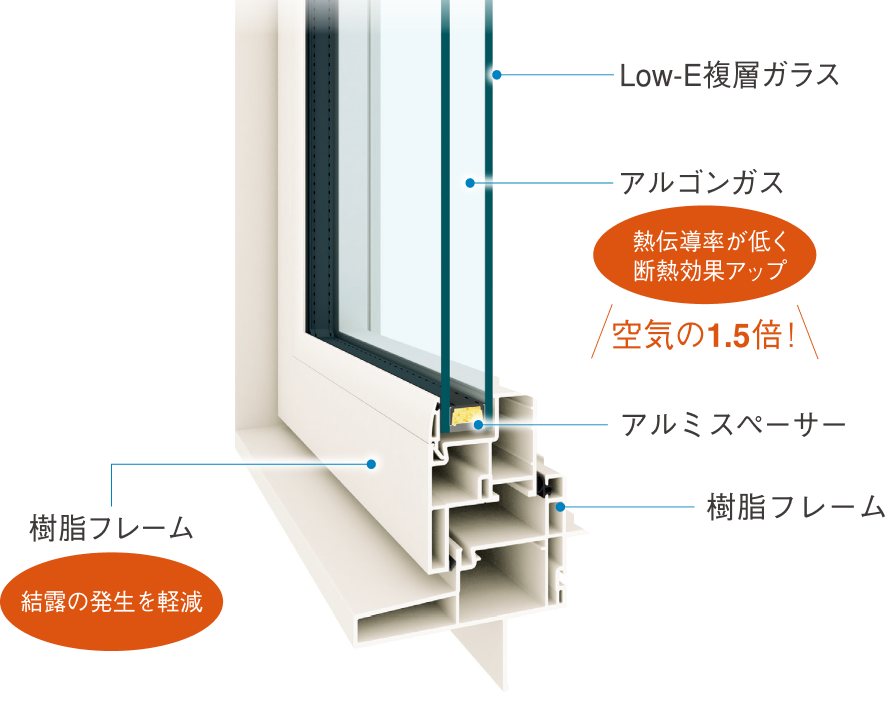 Low-E複層ガラス
アルゴンガス
熱伝導率が低く
断熱効果アップ
空気の1.5倍!
アルミスペーサー
樹脂フレーム
樹脂フレーム
結露の発生を軽減